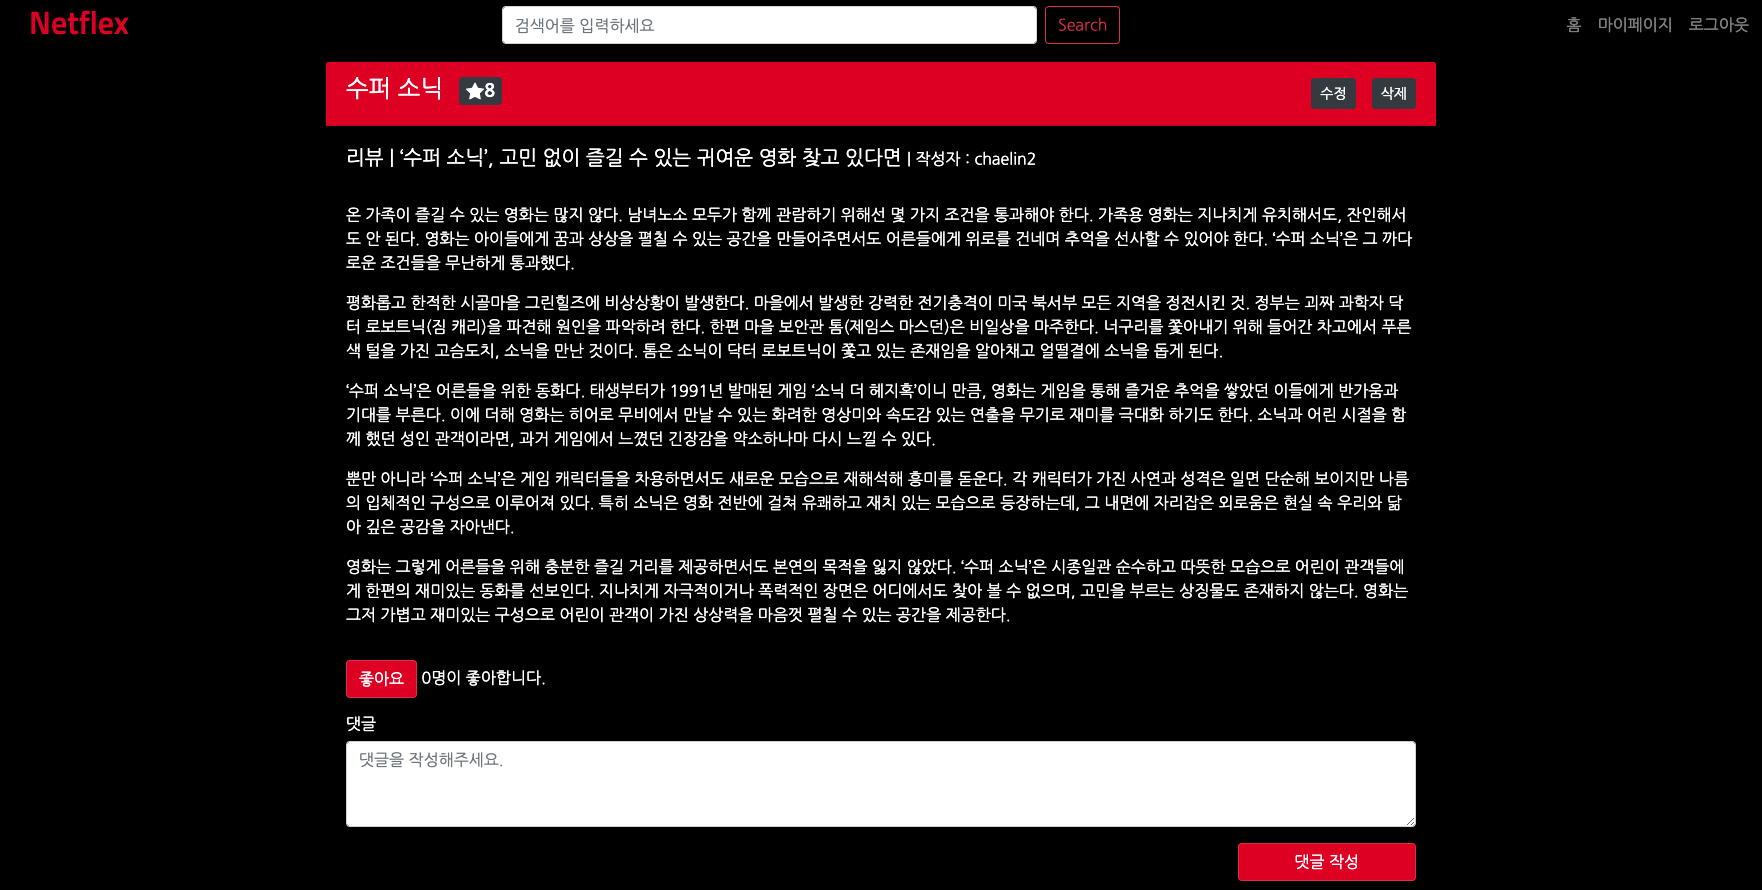 Netflex
검색어를 입력하세요
Search
홈 마이페이지 로그아웃
수퍼 소닉 ★8
수정 삭제
리뷰 | ‘수퍼 소닉’, 고민 없이 즐길 수 있는 귀여운 영화 찾고 있다면 | 작성자 : chaelin2
온 가족이 즐길 수 있는 영화는 많지 않다. 남녀노소 모두가 함께 관람하기 위해선 몇 가지 조건을 통과해야 한다. 가족용 영화는 지나치게 유치해서도, 잔인해서
도 안 된다. 영화는 아이들에게 꿈과 상상을 펼칠 수 있는 공간을 만들어주면서도 어른들에게 위로를 건네며 추억을 선사할 수 있어야 한다. ‘수퍼 소닉’은 그 까다
로운 조건들을 무난하게 통과했다.
평화롭고 한적한 시골마을 그린힐즈에 비상상황이 발생한다. 마을에서 발생한 강력한 전기충격이 미국 북서부 모든 지역을 정전시킨 것. 정부는 괴짜 과학자 닥
터 로보트닉(짐 캐리)을 파견해 원인을 파악하려 한다. 한편 마을 보안관 톰(제임스 마스던)은 비일상을 마주한다. 너구리를 쫓아내기 위해 들어간 차고에서 푸른
색 털을 가진 고슴도치, 소닉을 만난 것이다. 톰은 소닉이 닥터 로보트닉이 쫓고 있는 존재임을 알아채고 얼떨결에 소닉을 돕게 된다.
‘수퍼 소닉’은 어른들을 위한 동화다. 태생부터가 1991년 발매된 게임 ‘소닉 더 헤지혹’이니 만큼, 영화는 게임을 통해 즐거운 추억을 쌓았던 이들에게 반가움과
기대를 부른다. 이에 더해 영화는 히어로 무비에서 만날 수 있는 화려한 영상미와 속도감 있는 연출을 무기로 재미를 극대화 하기도 한다. 소닉과 어린 시절을 함
께 했던 성인 관객이라면, 과거 게임에서 느꼈던 긴장감을 약소하나마 다시 느낄 수 있다.
뿐만 아니라 ‘수퍼 소닉’은 게임 캐릭터들을 차용하면서도 새로운 모습으로 재해석해 흥미를 돋운다. 각 캐릭터가 가진 사연과 성격은 일면 단순해 보이지만 나름
의 입체적인 구성으로 이루어져 있다. 특히 소닉은 영화 전반에 걸쳐 유쾌하고 재치 있는 모습으로 등장하는데, 그 내면에 자리잡은 외로움은 현실 속 우리와 닮
아 깊은 공감을 자아낸다.
영화는 그렇게 어른들을 위해 충분한 즐길 거리를 제공하면서도 본연의 목적을 잃지 않았다. ‘수퍼 소닉’은 시종일관 순수하고 따뜻한 모습으로 어린이 관객들에
게 한편의 재미있는 동화를 선보인다. 지나치게 자극적이거나 폭력적인 장면은 어디에서도 찾아 볼 수 없으며, 고민을 부르는 상징물도 존재하지 않는다. 영화는
그저 가볍고 재미있는 구성으로 어린이 관객이 가진 상상력을 마음껏 펼칠 수 있는 공간을 제공한다.
좋아요 0명이 좋아합니다.
댓글
댓글을 작성해주세요.
댓글 작성